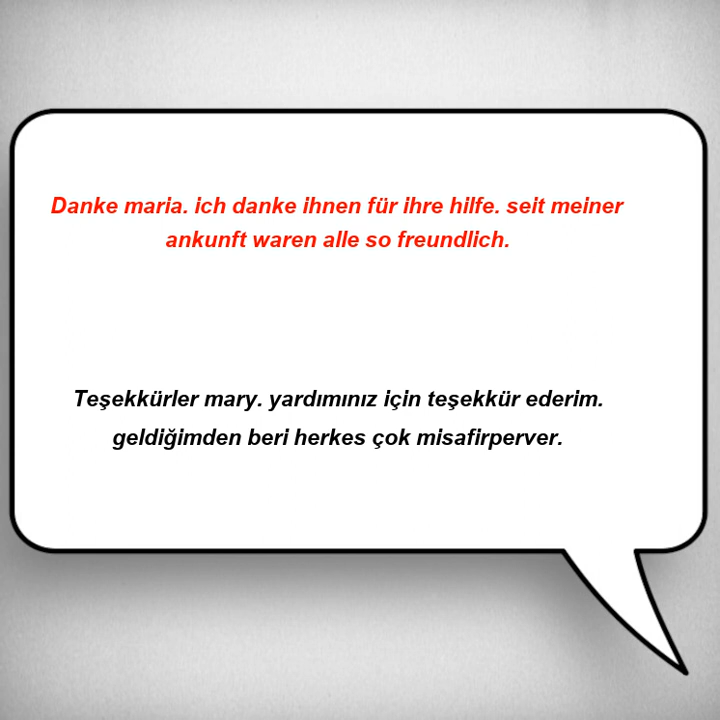 Danke maria. ich danke ihnen für ihre hilfe. seit meiner
ankunft waren alle so freundlich.
Teşekkürler mary. yardımınız için teşekkür ederim.
geldiğimden beri herkes çok misafirperver.